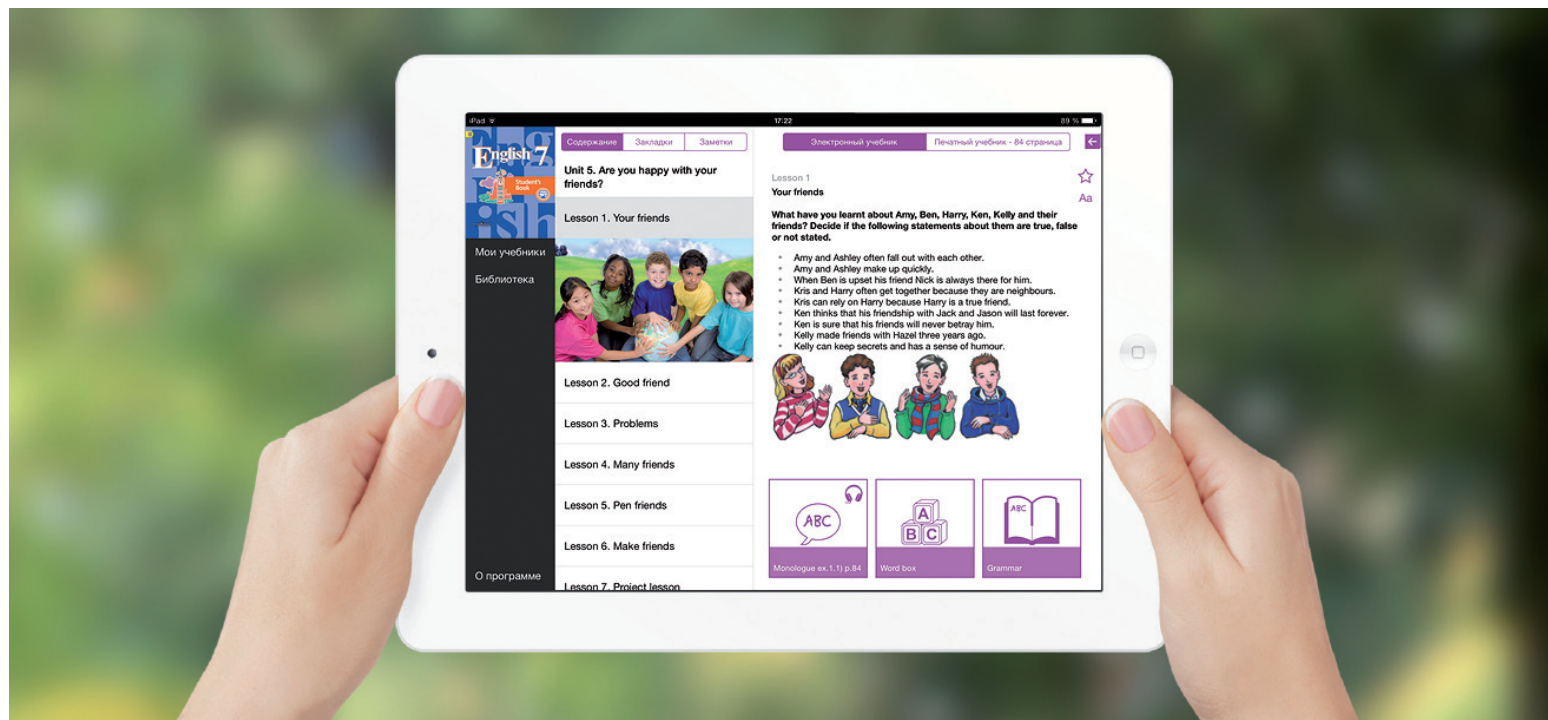 iPad
17:22
89 %
English 7
Student's
Book
Мои учебники
Библиотека
О программе
Содержание
Закладки
Заметки
Unit 5. Are you happy with your
friends?
Lesson 1. Your friends
Lesson 2. Good friend
Lesson 3. Problems
Lesson 4. Many friends
Lesson 5. Pen friends
Lesson 6. Make friends
Lesson 7. Project lesson
Электронный учебник
Печатный учебник - 84 страница
Lesson 1
Aa
Your friends
What have you learnt about Amy, Ben, Harry, Ken, Kelly and their
friends? Decide if the following statements about them are true, false
or not stated.
Amy and Ashley often fall out with each other.
Amy and Ashley make up quickly.
When Ben is upset his friend Nick is always there for him.
Kris and Harry often get together because they are neighbours.
Kris can rely on Harry because Harry is a true friend.
Ken thinks that his friendship with Jack and Jason will last forever.
Ken is sure that his friends will never betray him.
Kelly made friends with Hazel three years ago.
Kelly can keep secrets and has a sense of humour.
ABC
Monologue ex.1,1) p.84
A
B C
Word box
ABC
Grammar